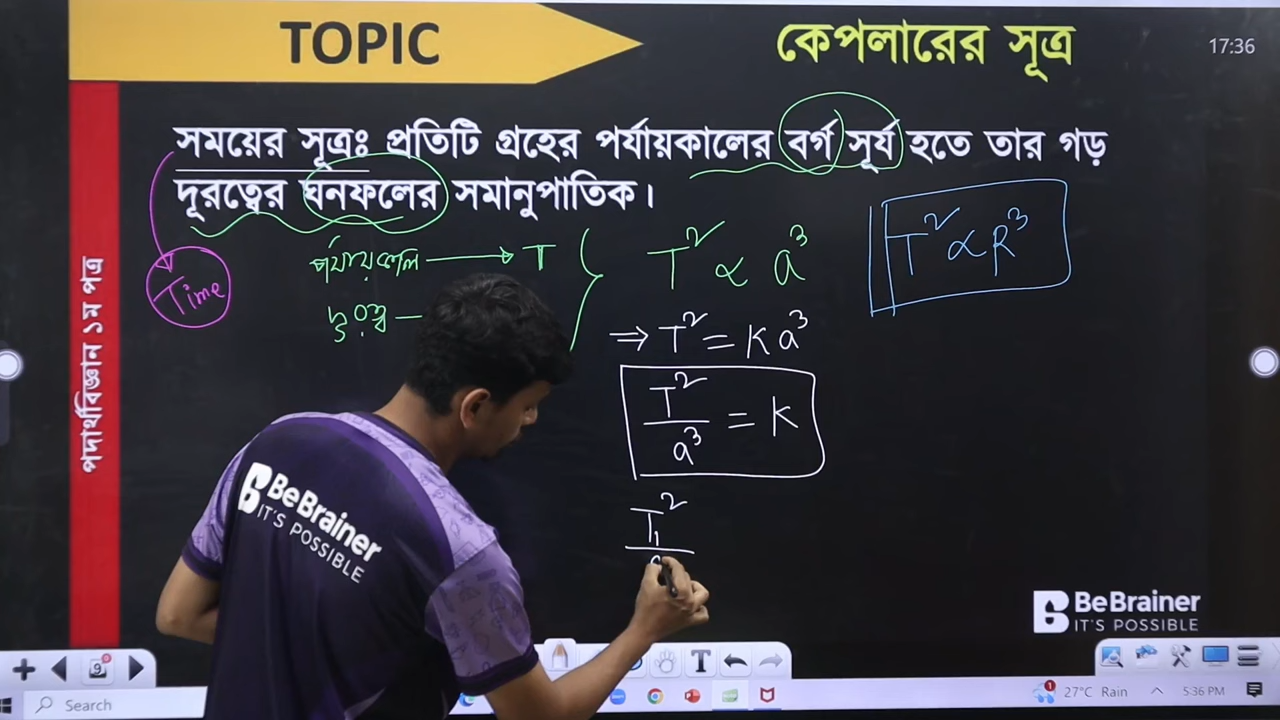 TOPIC
কেপলারের সূত্র
17:36
সময়ের সূত্রঃ প্রতিটি গ্রহের পর্যায়কালের বর্গ সূর্য হতে তার গড়
দূরত্বের ঘনফলের সমানুপাতিক।
পদার্থবিজ্ঞান ১ম পত্র
Time
পর্যায়কাল → T
দূরত্ব –
T² ∝ a³
T² ∝ R³
⇒ T² = K a³
T²/a³ = K
T₁²
BeBrainer
IT'S POSSIBLE
BeBrainer
IT'S POSSIBLE
T
Search
27°C Rain
5:36 PM